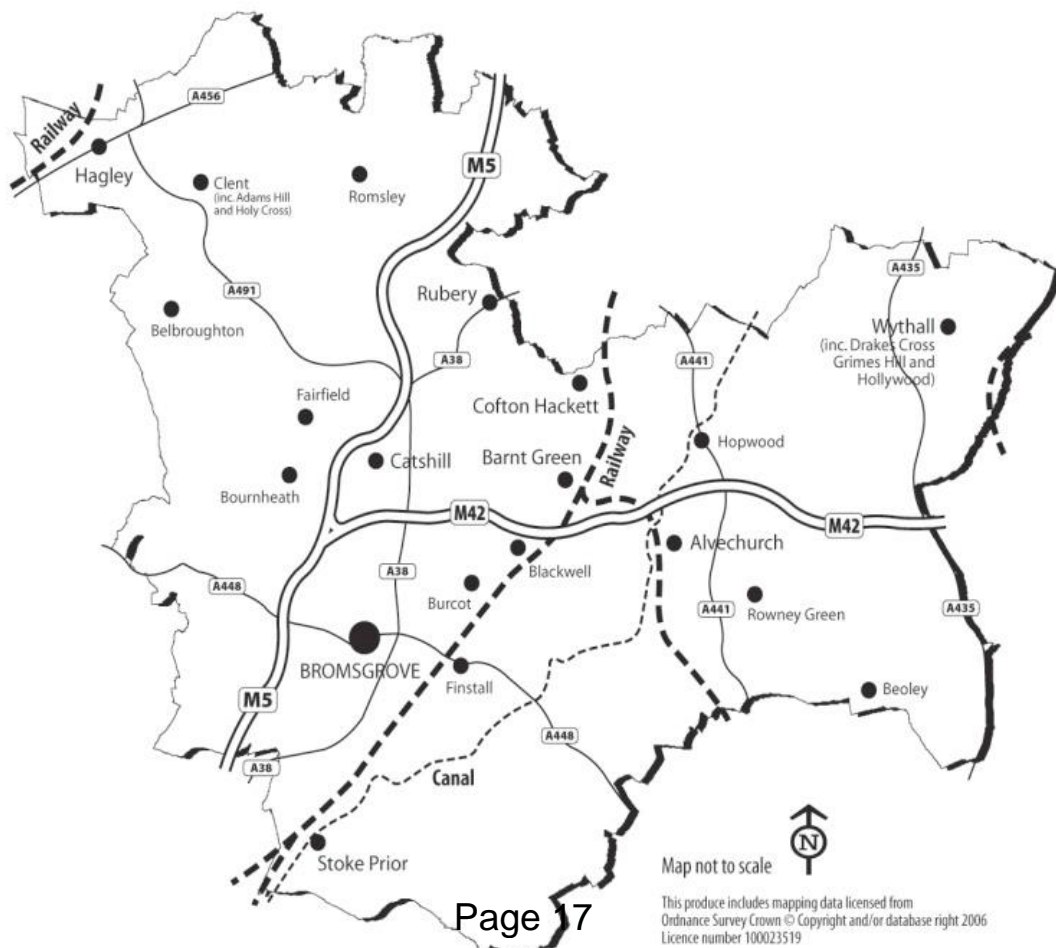 A456
Railway
Hagley
Clent
(inc. Adams Hill
and Holy Cross)
Romsley
M5
A435
A491
Rubery
Belbroughton
Wythall
(inc. Drakes Cross
Grimes Hill and
Hollywood)
A38
A441
Cofton Hackett
Fairfield
Railway
Hopwood
Catshill
Barnt Green
Bournheath
M42
M42
Alvechurch
Blackwell
A38
A448
Burcot
Rowney Green
A441
A435
BROMSGROVE
Finstall
M5
Beoley
A448
A38
Canal
Stoke Prior
N
Map not to scale
This produce includes mapping data licensed from
Ordnance Survey Crown © Copyright and/or database right 2006
Licence number 100023519
Page 17